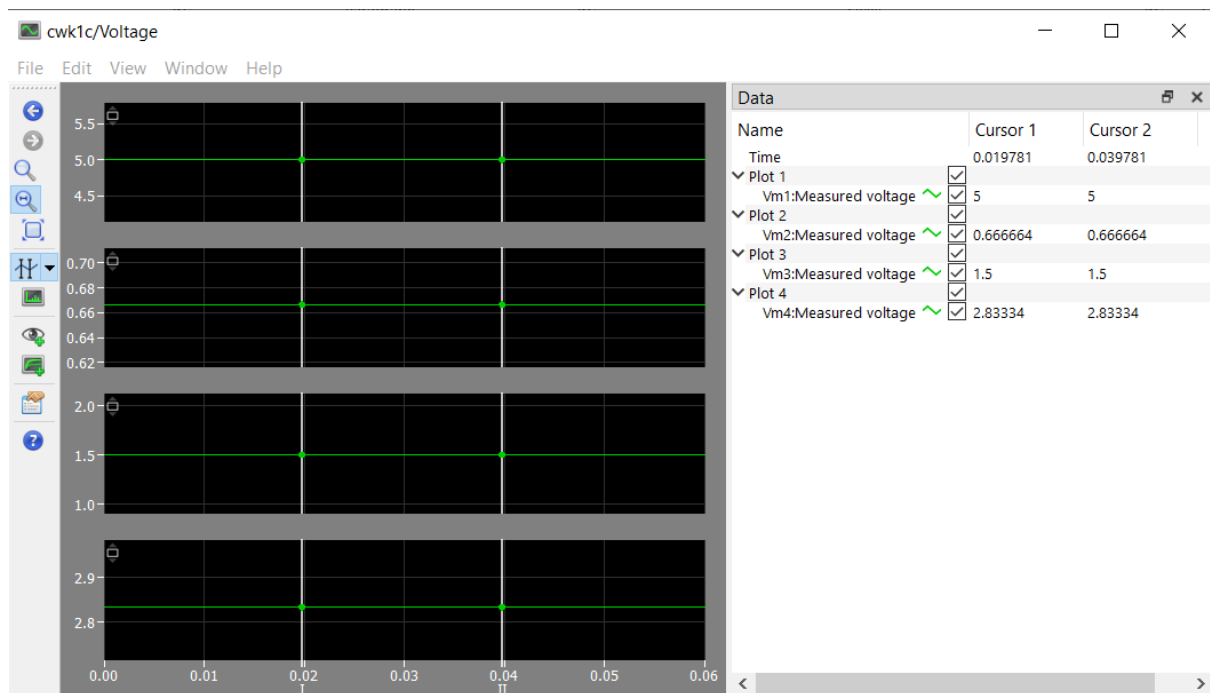 cwk1c/Voltage
File Edit View Window Help
5.5
5.0
4.5
0.70
0.68
0.66
0.64
0.62
2.0
1.5
1.0
2.9
2.8
0.00 0.01 0.02 0.03 0.04 0.05 0.06
I II
Data
Name Cursor 1 Cursor 2
Time 0.019781 0.039781
Plot 1
Vm1:Measured voltage 5 5
Plot 2
Vm2:Measured voltage 0.666664 0.666664
Plot 3
Vm3:Measured voltage 1.5 1.5
Plot 4
Vm4:Measured voltage 2.83334 2.83334